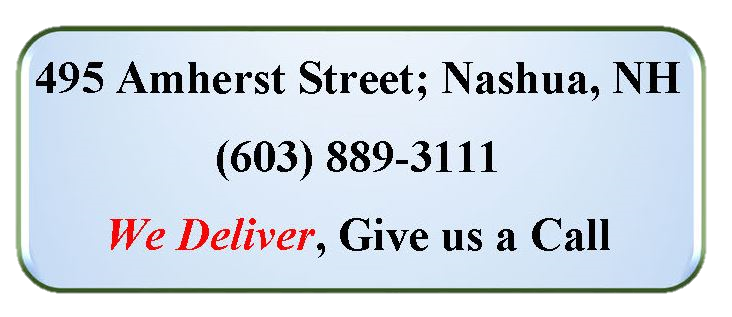 495 Amherst Street; Nashua, NH
(603) 889-3111
We Deliver, Give us a Call